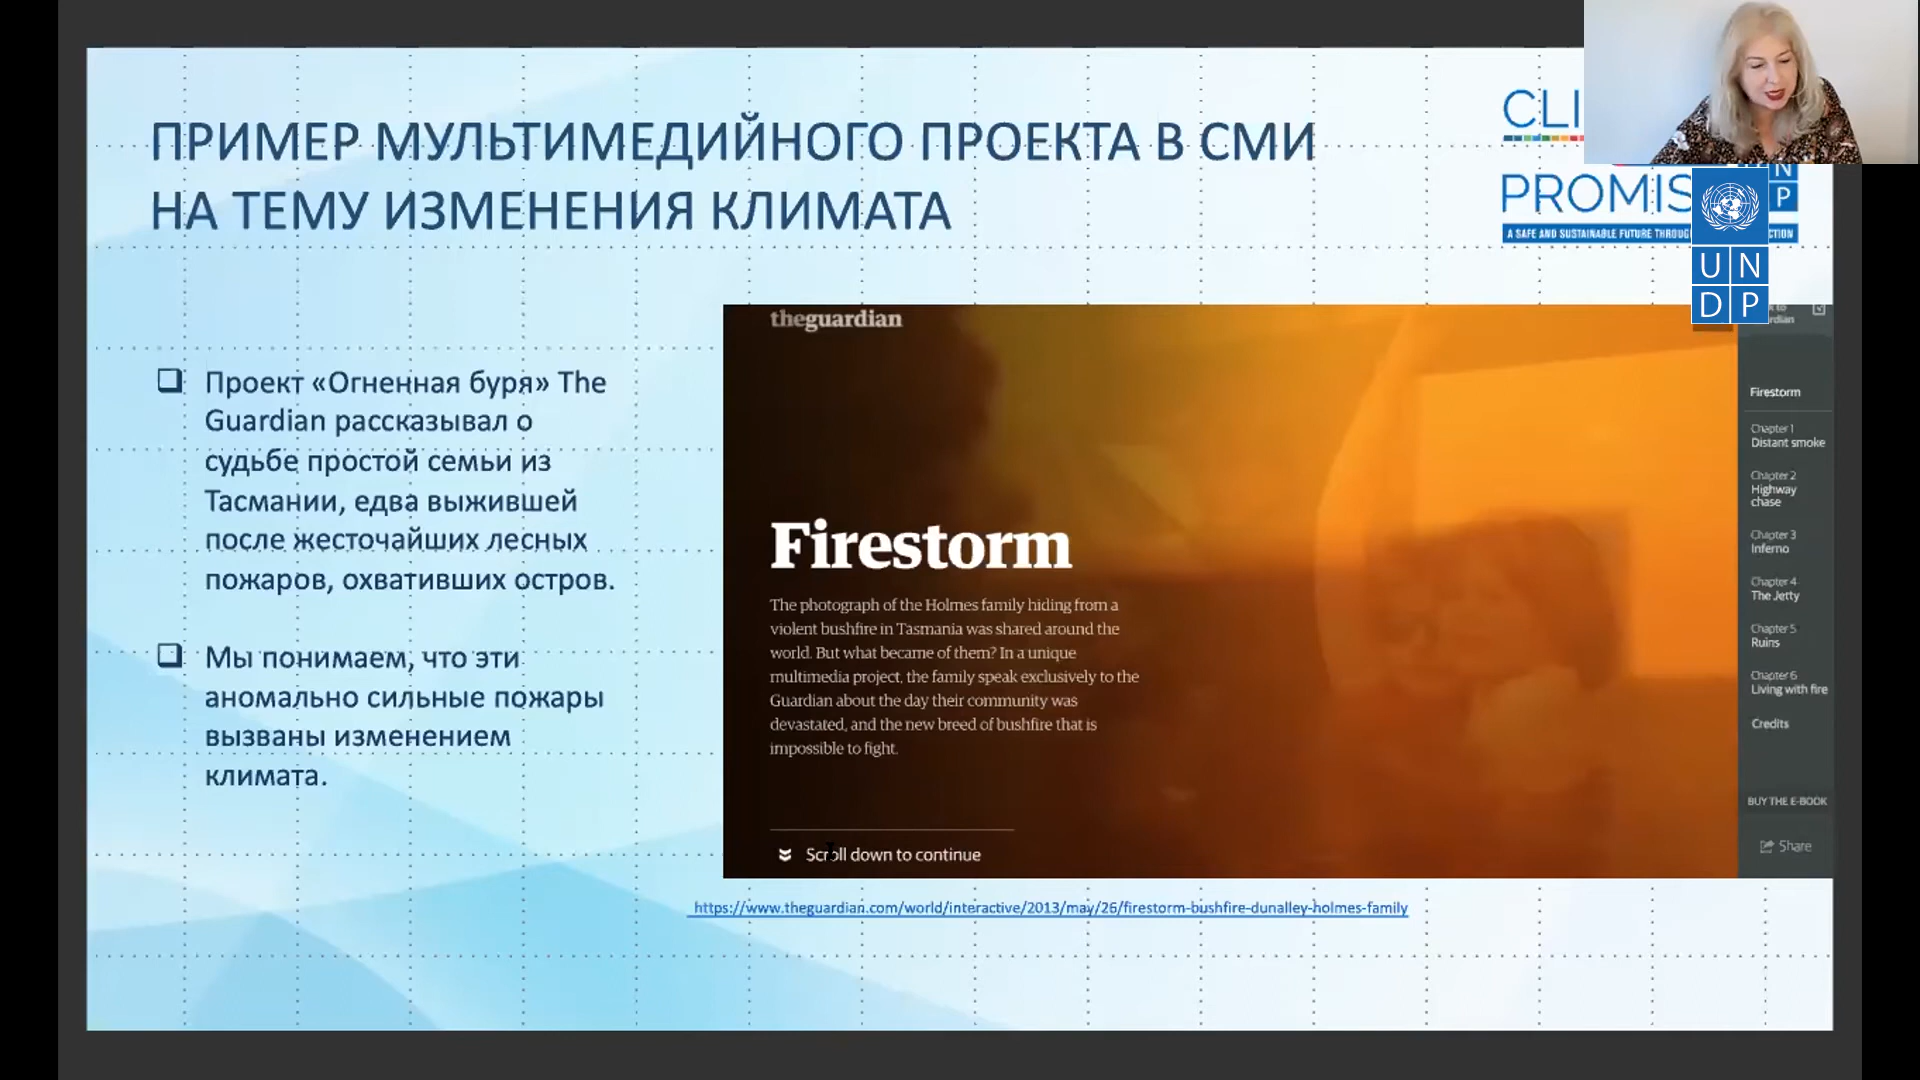 ПРИМЕР МУЛЬТИМЕДИЙНОГО ПРОЕКТА В СМИ
НА ТЕМУ ИЗМЕНЕНИЯ КЛИМАТА
CLI
PROMIS
N
P
A SAFE AND SUSTAINABLE FUTURE
U N
D P
Проект «Огненная буря» The
Guardian рассказывал о
судьбе простой семьи из
Тасмании, едва выжившей
после жесточайших лесных
пожаров, охвативших остров.
Мы понимаем, что эти
аномально сильные пожары
вызваны изменением
климата.
theguardian
Firestorm
The photograph of the Holmes family hiding from a
violent bushfire in Tasmania was shared around the
world. But what became of them? In a unique
multimedia project, the family speak exclusively to the
Guardian about the day their community was
devastated, and the new breed of bushfire that is
impossible to fight.
Scroll down to continue
Firestorm
Chapter 1
Distant smoke
Chapter 2
Highway
chase
Chapter 3
Inferno
Chapter 4
The Jetty
Chapter 5
Ruins
Chapter 6
Living with fire
Credits
BUY THE E-BOOK
Share
https://www.theguardian.com/world/interactive/2013/may/26/firestorm-bushfire-dunalley-holmes-family